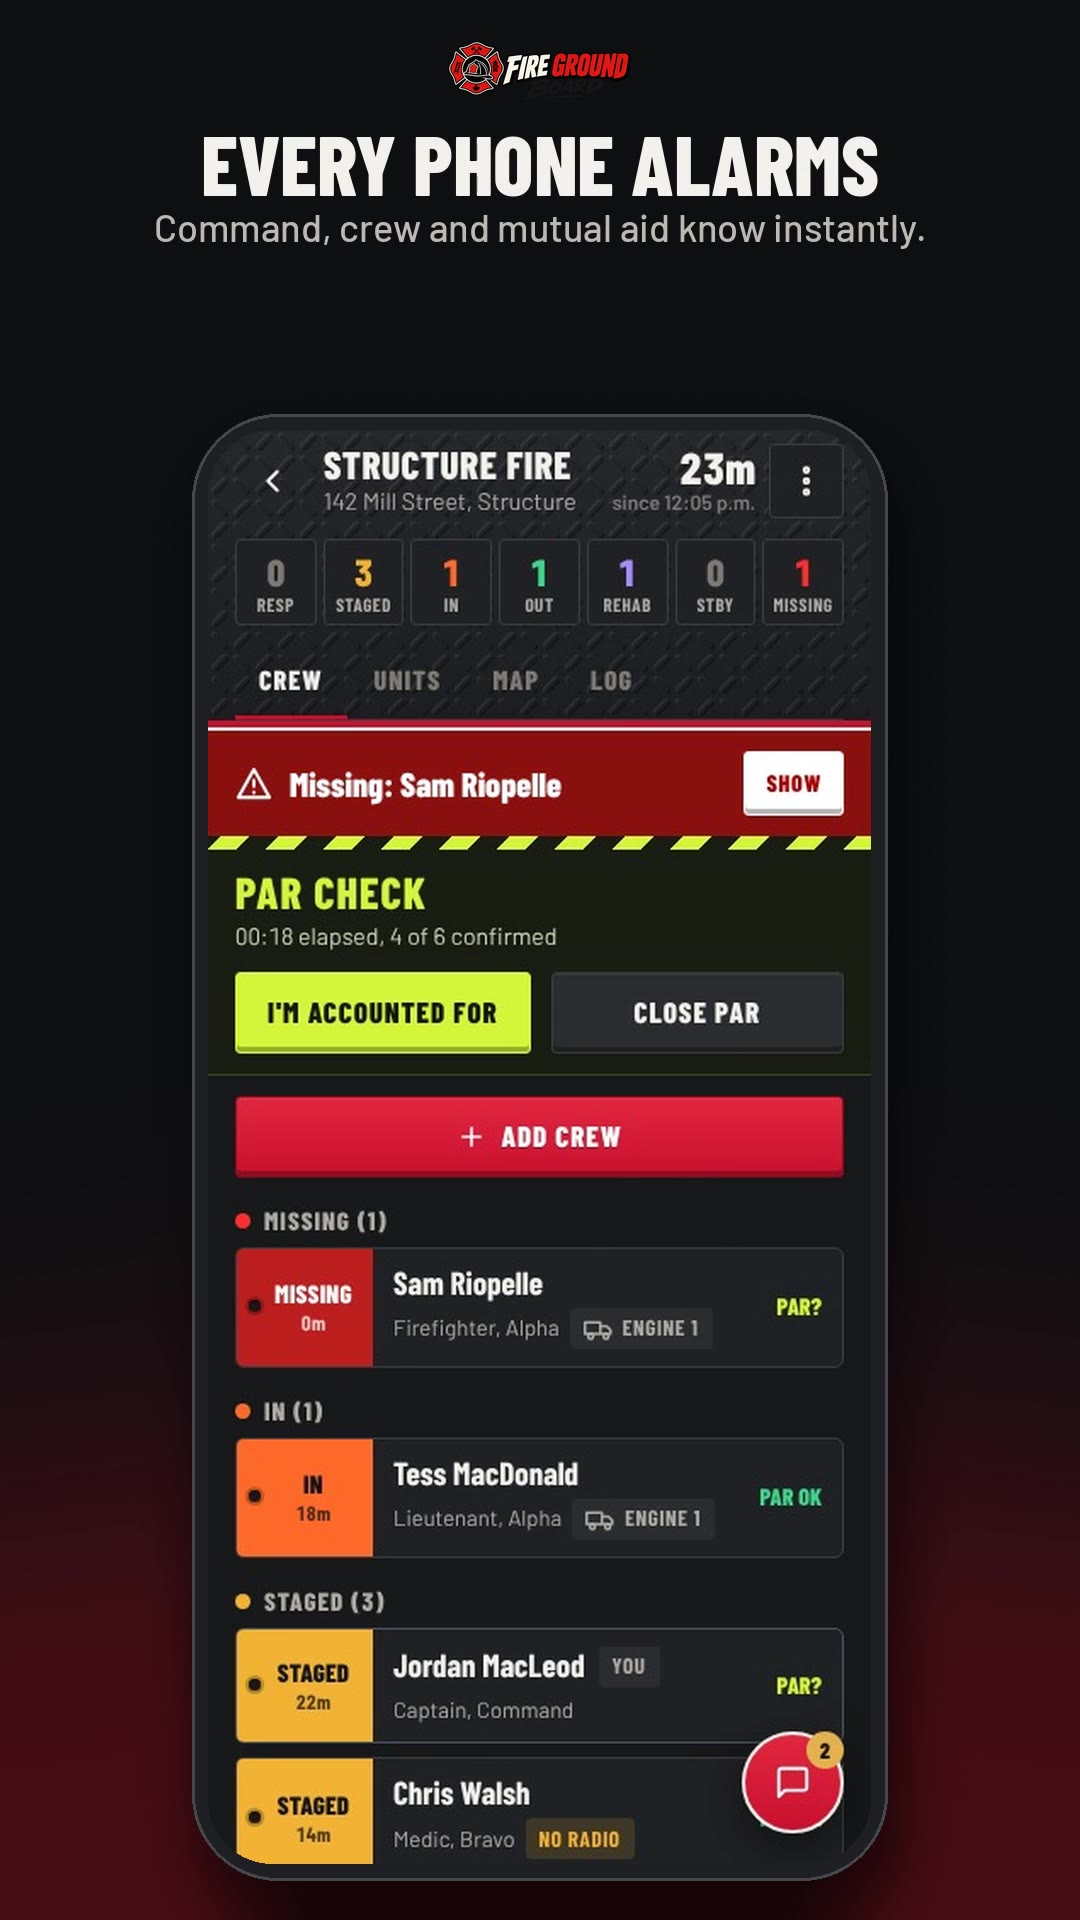 FIRE GROUND
BOARD
EVERY PHONE ALARMS
Command, crew and mutual aid know instantly.
STRUCTURE FIRE
142 Mill Street, Structure
23m
since 12:05 p.m.
0 RESP
3 STAGED
1 IN
1 OUT
1 REHAB
0 STBY
1 MISSING
CREW UNITS MAP LOG
Missing: Sam Riopelle
SHOW
PAR CHECK
00:18 elapsed, 4 of 6 confirmed
I'M ACCOUNTED FOR
CLOSE PAR
+ ADD CREW
MISSING (1)
MISSING
0m
Sam Riopelle
Firefighter, Alpha ENGINE 1
PAR?
IN (1)
IN
18m
Tess MacDonald
Lieutenant, Alpha ENGINE 1
PAR OK
STAGED (3)
STAGED
22m
Jordan MacLeod YOU
Captain, Command
PAR?
2
STAGED
14m
Chris Walsh
Medic, Bravo NO RADIO